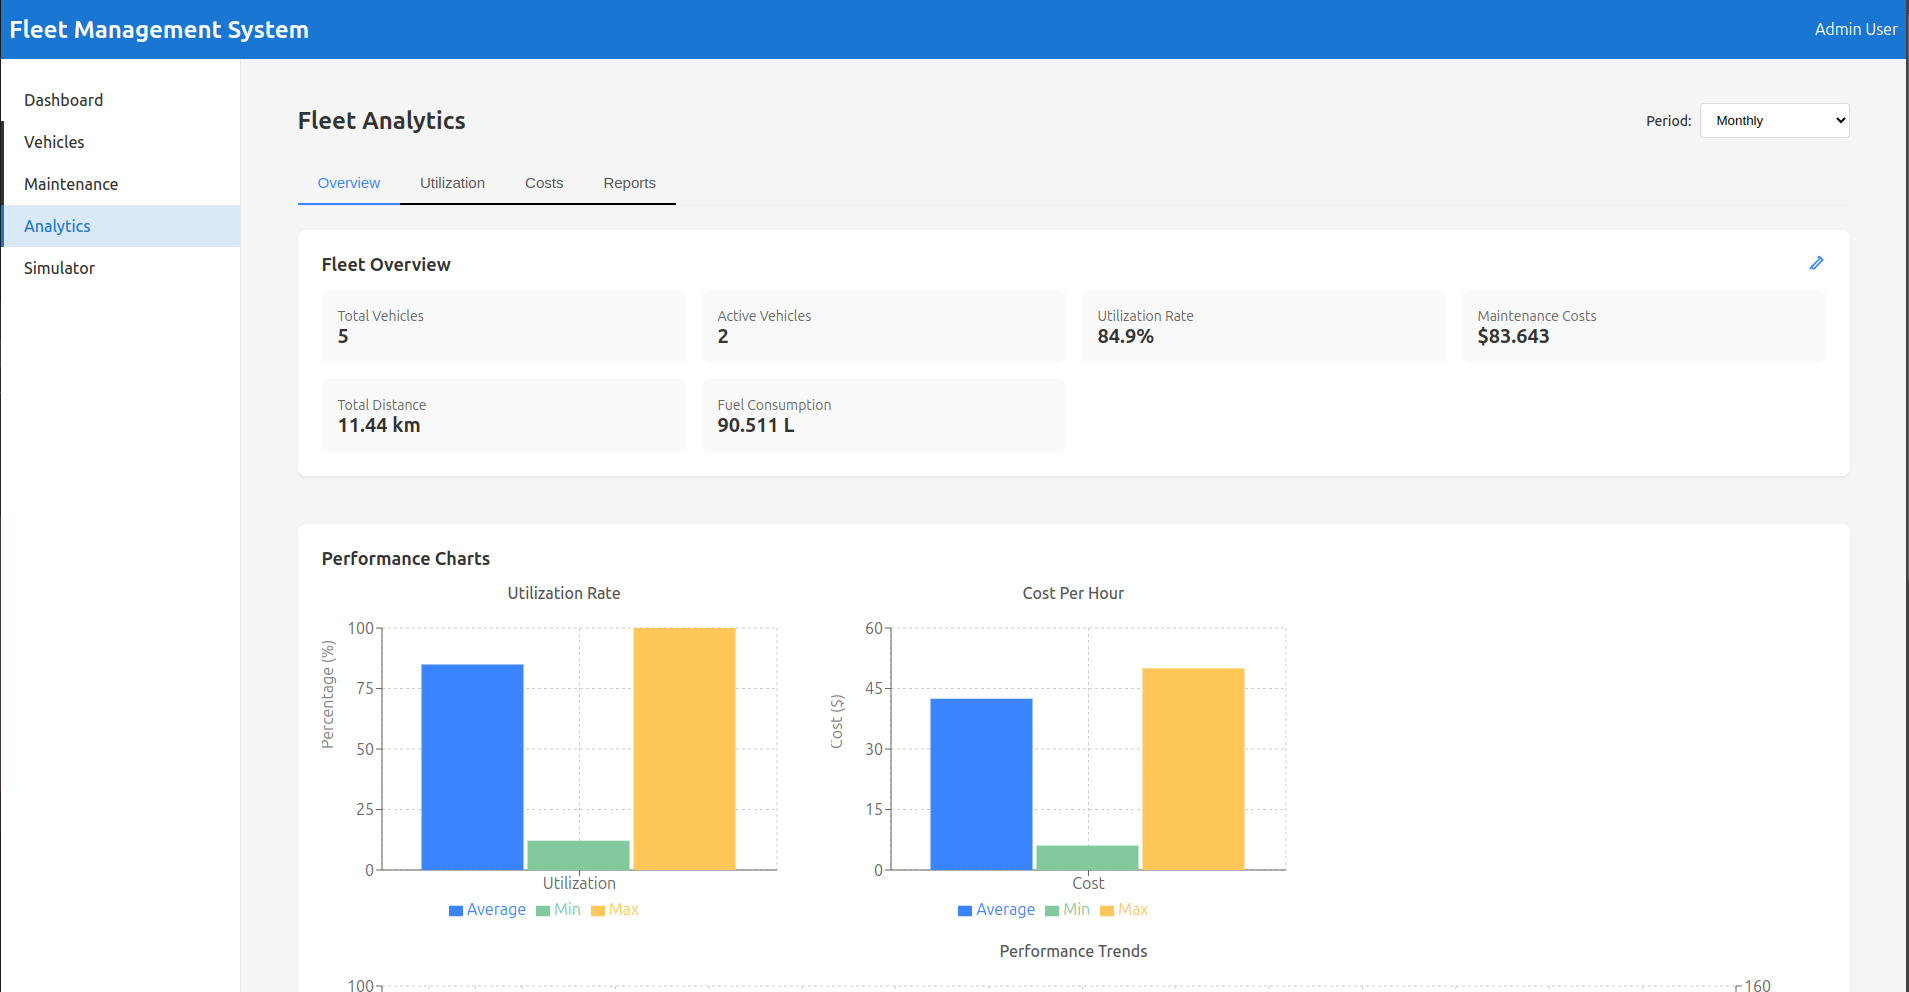 Fleet Management System
Admin User
Dashboard
Vehicles
Maintenance
Analytics
Simulator
Fleet Analytics
Period: Monthly
Overview Utilization Costs Reports
Fleet Overview
Total Vehicles
5
Active Vehicles
2
Utilization Rate
84.9%
Maintenance Costs
$83.643
Total Distance
11.44 km
Fuel Consumption
90.511 L
Performance Charts
Utilization Rate
Percentage (%)
100
75
50
25
0
Utilization
Average Min Max
Cost Per Hour
Cost ($)
60
45
30
15
0
Cost
Average Min Max
Performance Trends
100
160